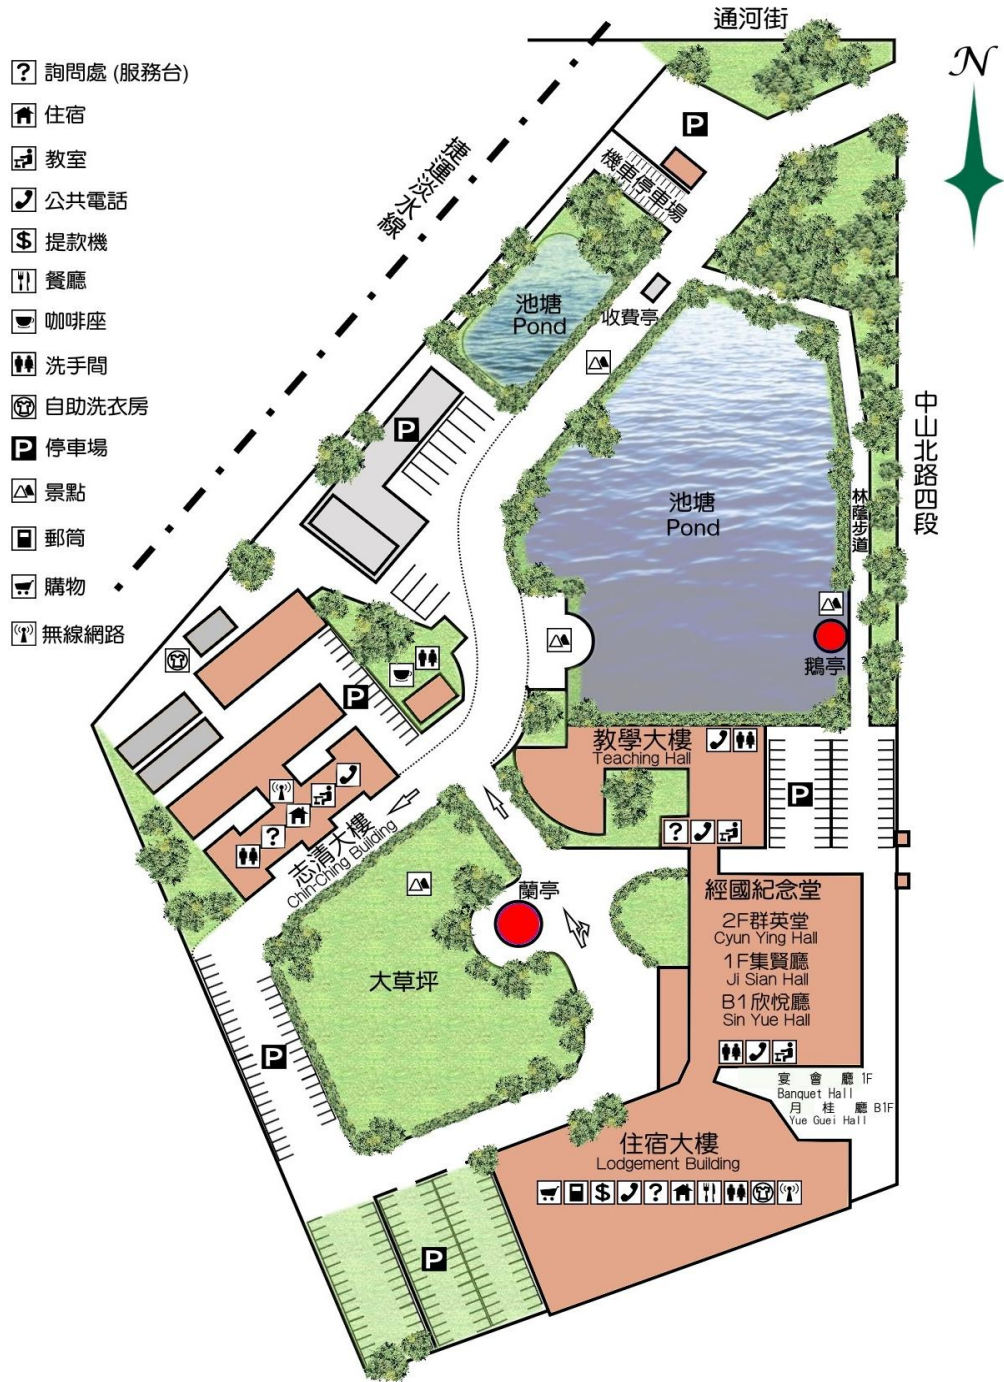 通河街
N
詢問處 (服務台)
住宿
教室
公共電話
提款機
餐廳
咖啡座
洗手間
自助洗衣房
P 停車場
景點
郵筒
購物
無線網路
捷運淡水線
P
機車停車場
池塘
Pond
收費亭
中山北路四段
P
池塘
Pond
林蔭步道
鵝亭
P
教學大樓
Teaching Hall
P
志清大樓
Chin-Ching Building
經國紀念堂
2F群英堂
Cyun Ying Hall
1F集賢廳
Ji Sian Hall
B1欣悅廳
Sin Yue Hall
蘭亭
大草坪
P
宴會廳 1F
Banquet Hall
月桂廳 B1F
Yue Guei Hall
住宿大樓
Lodgement Building
P